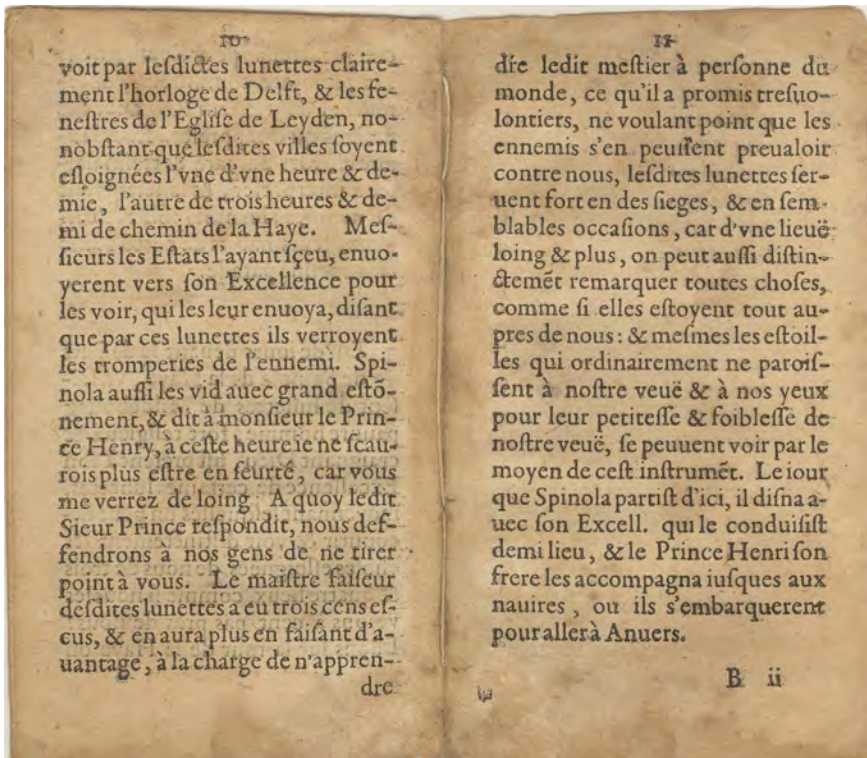 10
voit par leſdictes lunettes claire-
ment l'horloge de Delft, & les fe-
neſtres de l'Egliſe de Leyden, no-
nobſtant que leſdites villes ſoyent
eſloignées l'vne d'vne heure & de-
mie, l'autre de trois heures & de-
mi de chemin de la Haye. Meſ-
ſieurs les Eſtats l'ayant ſçeu, enuo-
yerent vers ſon Excellence pour
les voir, qui les leur enuoya, diſant
que par ces lunettes ils verroyent
les tromperies de l'ennemi. Spi-
nola auſſi les vid auec grand eſtō-
nement, & dit à monſieur le Prin-
ce Henry, à ceſte heure ie ne ſcau-
rois plus eſtre en ſeurté, car vous
me verrez de loing. A quoy ledit
Sieur Prince reſpondit, nous deſ-
fendrons à nos gens de ne tirer
point à vous. Le maiſtre faiſeur
deſdites lunettes a eu trois cens eſ-
cus, & en aura plus en faiſant d'a-
uantage, à la charge de n'appren-
dre
11
dre ledit meſtier à perſonne du
monde, ce qu'il a promis treſuo-
lontiers, ne voulant point que les
ennemis s'en peuſſent preualoir
contre nous, leſdites lunettes ſer-
uent fort en des ſieges, & en ſem-
blables occaſions, car d'vne lieuë
loing & plus, on peut auſſi diſtin-
ctemēt remarquer toutes choſes,
comme ſi elles eſtoyent tout au-
pres de nous: & meſmes les eſtoil-
les qui ordinairement ne paroiſ-
ſent à noſtre veuë & à nos yeux
pour leur petiteſſe & foibleſſe de
noſtre veuë, ſe peuuent voir par le
moyen de ceſt inſtrumēt. Le iour
que Spinola partiſt d'ici, il diſna a-
uec ſon Excell. qui le conduiſiſt
demi lieu, & le Prince Henri ſon
frere les accompagna iuſques aux
nauires, ou ils s'embarquerent
pour aller à Anuers.
B ii